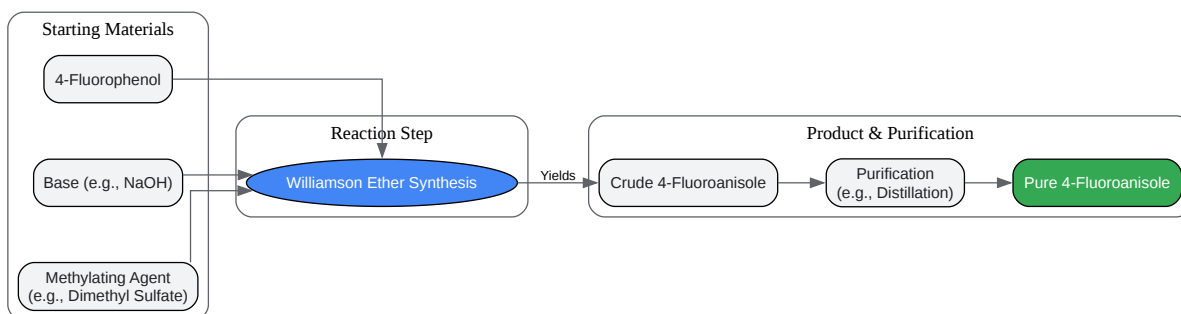 Starting Materials
4-Fluorophenol
Base (e.g., NaOH)
Methylating Agent
(e.g., Dimethyl Sulfate)
Reaction Step
Williamson Ether Synthesis
Yields
Product & Purification
Crude 4-Fluoroanisole
Purification
(e.g., Distillation)
Pure 4-Fluoroanisole